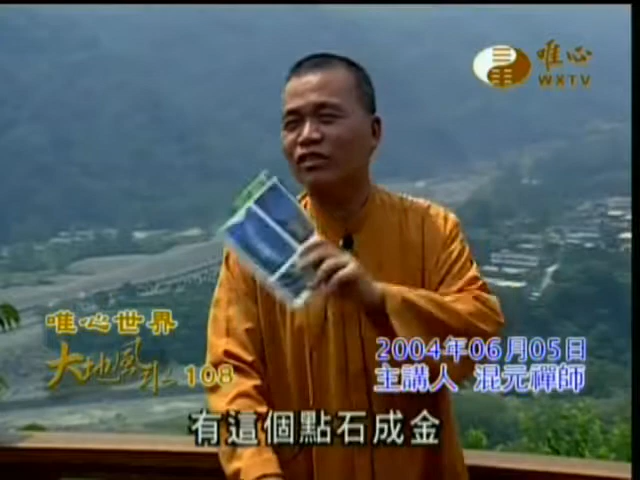 唯心
WXTV
唯心世界
大地風 108
2004年06月05日
主講人 混元禪師
有這個點石成金